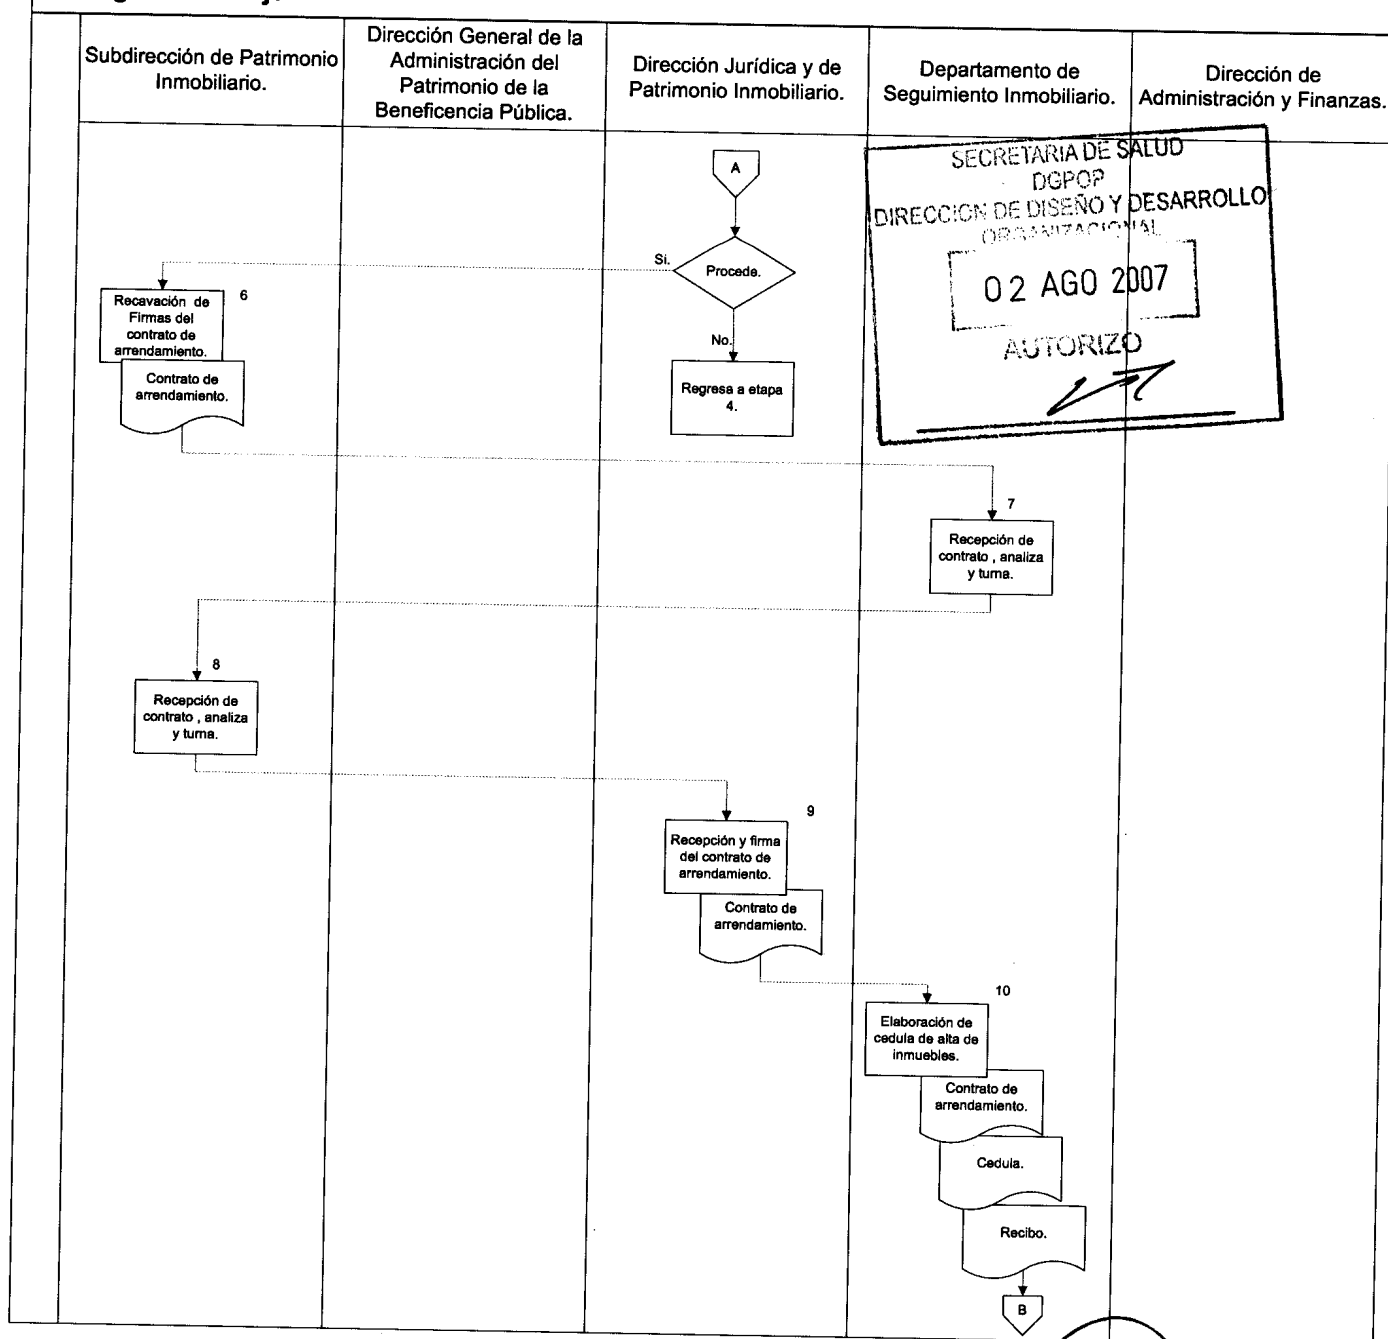 Subdirección de Patrimonio
Inmobiliario.
Dirección General de la
Administración del
Patrimonio de la
Beneficencia Pública.
Dirección Jurídica y de
Patrimonio Inmobiliario.
Departamento de
Seguimiento Inmobiliario.
Dirección de
Administración y Finanzas.
SECRETARIA DE SALUD
DGPOP
DIRECCION DE DISEÑO Y DESARROLLO
ORGANIZACIONAL
02 AGO 2007
AUTORIZO
A
Procede.
Si.
No.
Regresa a etapa
4.
6
Recavación de
Firmas del
contrato de
arrendamiento.
Contrato de
arrendamiento.
7
Recepción de
contrato , analiza
y turna.
8
Recepción de
contrato , analiza
y turna.
9
Recepción y firma
del contrato de
arrendamiento.
Contrato de
arrendamiento.
10
Elaboración de
cedula de alta de
inmuebles.
Contrato de
arrendamiento.
Cedula.
Recibo.
B